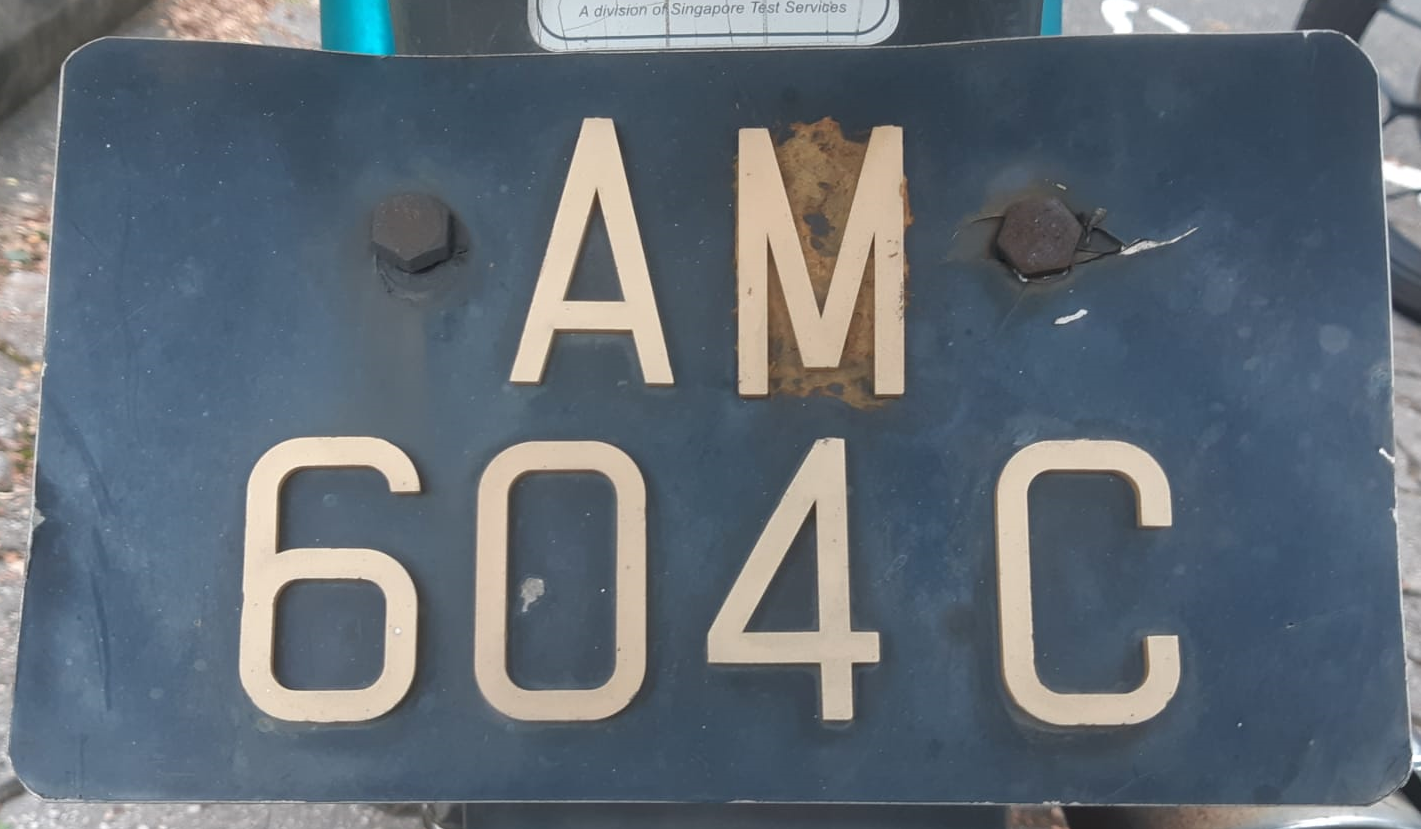 A division of Singapore Test Services
AM
604C